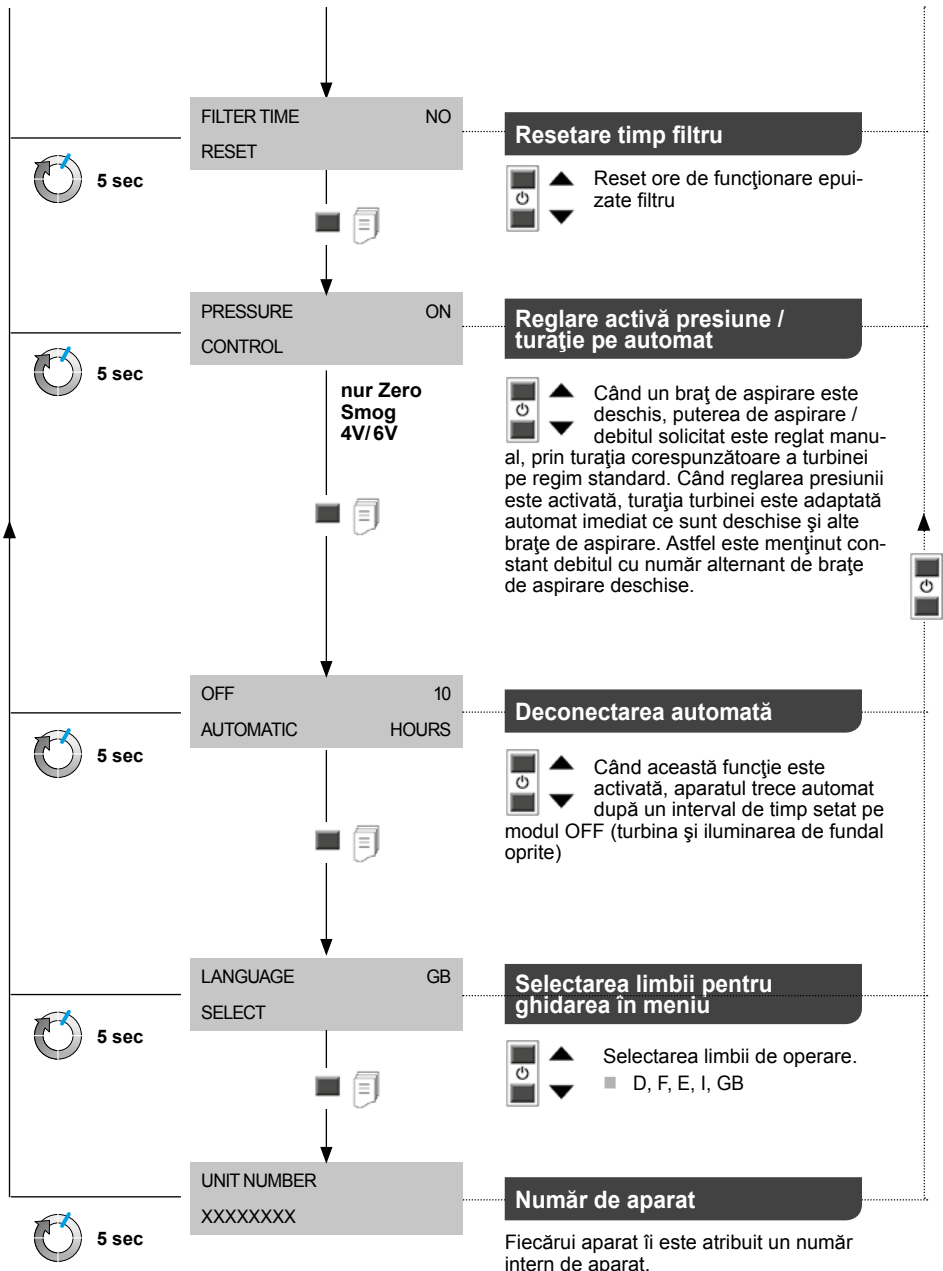 FILTER TIME NO
RESET
5 sec
Resetare timp filtru
Reset ore de funcţionare epui-
zate filtru
PRESSURE ON
CONTROL
5 sec
nur Zero
Smog
4V/6V
Reglare activă presiune /
turaţie pe automat
Când un braţ de aspirare este
deschis, puterea de aspirare /
debitul solicitat este reglat manu-
al, prin turaţia corespunzătoare a turbinei
pe regim standard. Când reglarea presiunii
este activată, turaţia turbinei este adaptată
automat imediat ce sunt deschise şi alte
braţe de aspirare. Astfel este menţinut con-
stant debitul cu număr alternant de braţe
de aspirare deschise.
OFF 10
AUTOMATIC HOURS
5 sec
Deconectarea automată
Când această funcţie este
activată, aparatul trece automat
după un interval de timp setat pe
modul OFF (turbina şi iluminarea de fundal
oprite)
LANGUAGE GB
SELECT
5 sec
Selectarea limbii pentru
ghidarea în meniu
Selectarea limbii de operare.
■ D, F, E, I, GB
UNIT NUMBER
XXXXXXXX
5 sec
Număr de aparat
Fiecărui aparat îi este atribuit un număr
intern de aparat.